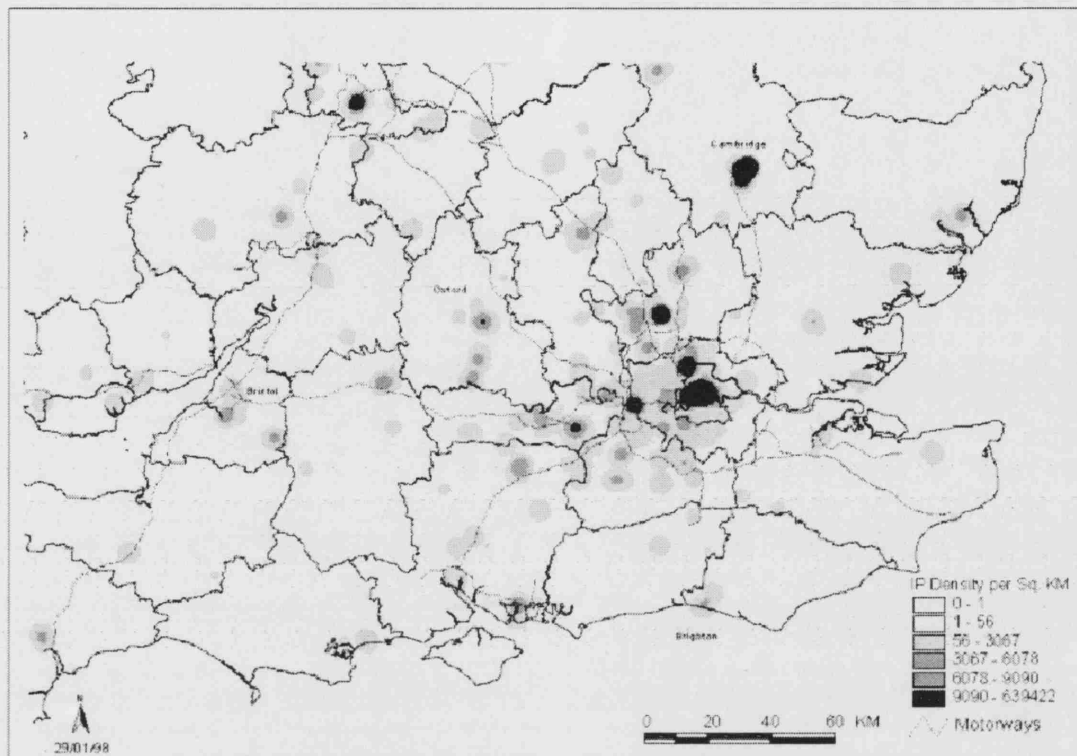 Cambridge
Oxford
Bristol
Brighton
IP Density per Sq. KM
0 - 1
1 - 56
56 - 3067
3067 - 6078
6078 - 9090
9090 - 639422
Motorways
N
29/01/98
0 20 40 60 KM